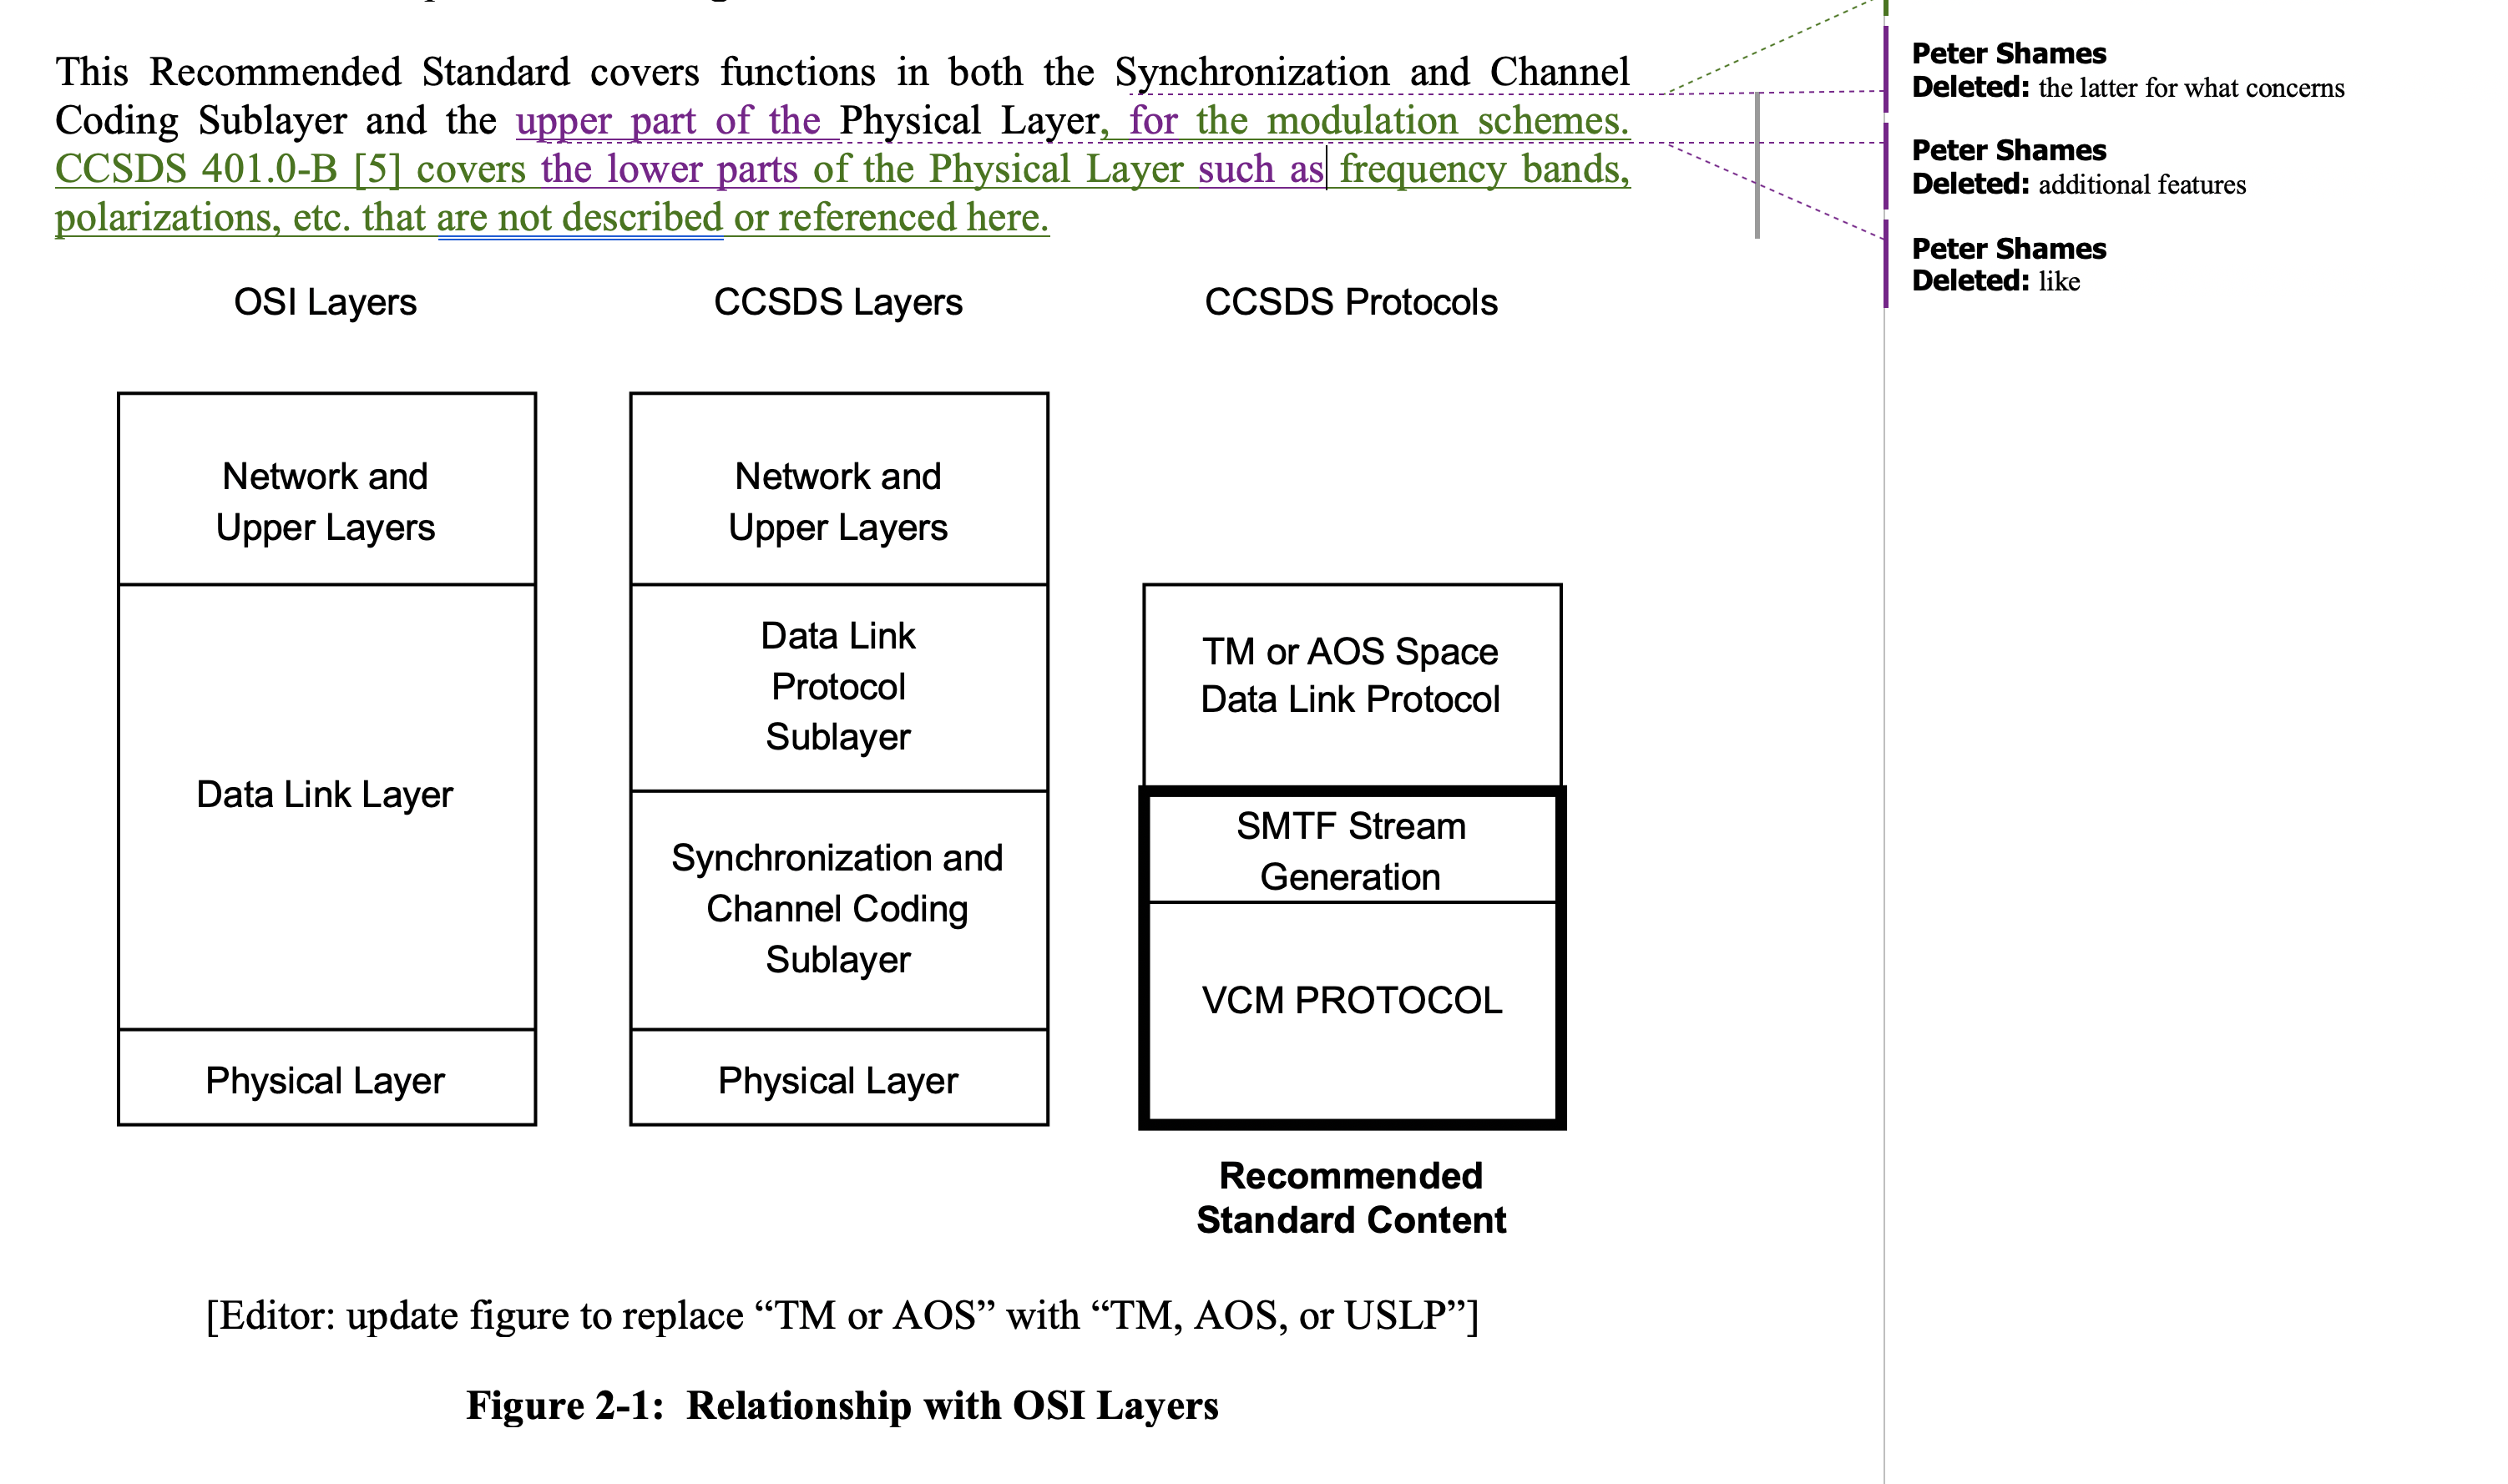 This Recommended Standard covers functions in both the Synchronization and Channel
Coding Sublayer and the upper part of the Physical Layer, for the modulation schemes.
CCSDS 401.0-B [5] covers the lower parts of the Physical Layer such as frequency bands,
polarizations, etc. that are not described or referenced here.
Peter Shames
Deleted: the latter for what concerns
Peter Shames
Deleted: additional features
Peter Shames
Deleted: like
OSI Layers
CCSDS Layers
CCSDS Protocols
Network and
Upper Layers
Data Link Layer
Physical Layer
Network and
Upper Layers
Data Link
Protocol
Sublayer
Synchronization and
Channel Coding
Sublayer
Physical Layer
TM or AOS Space
Data Link Protocol
SMTF Stream
Generation
VCM PROTOCOL
Recommended
Standard Content
[Editor: update figure to replace “TM or AOS” with “TM, AOS, or USLP”]
Figure 2-1:  Relationship with OSI Layers